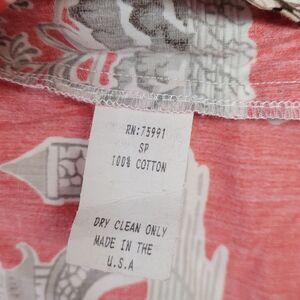 RN:75991
SP
100% COTTON
DRY CLEAN ONLY
MADE IN THE
U.S.A